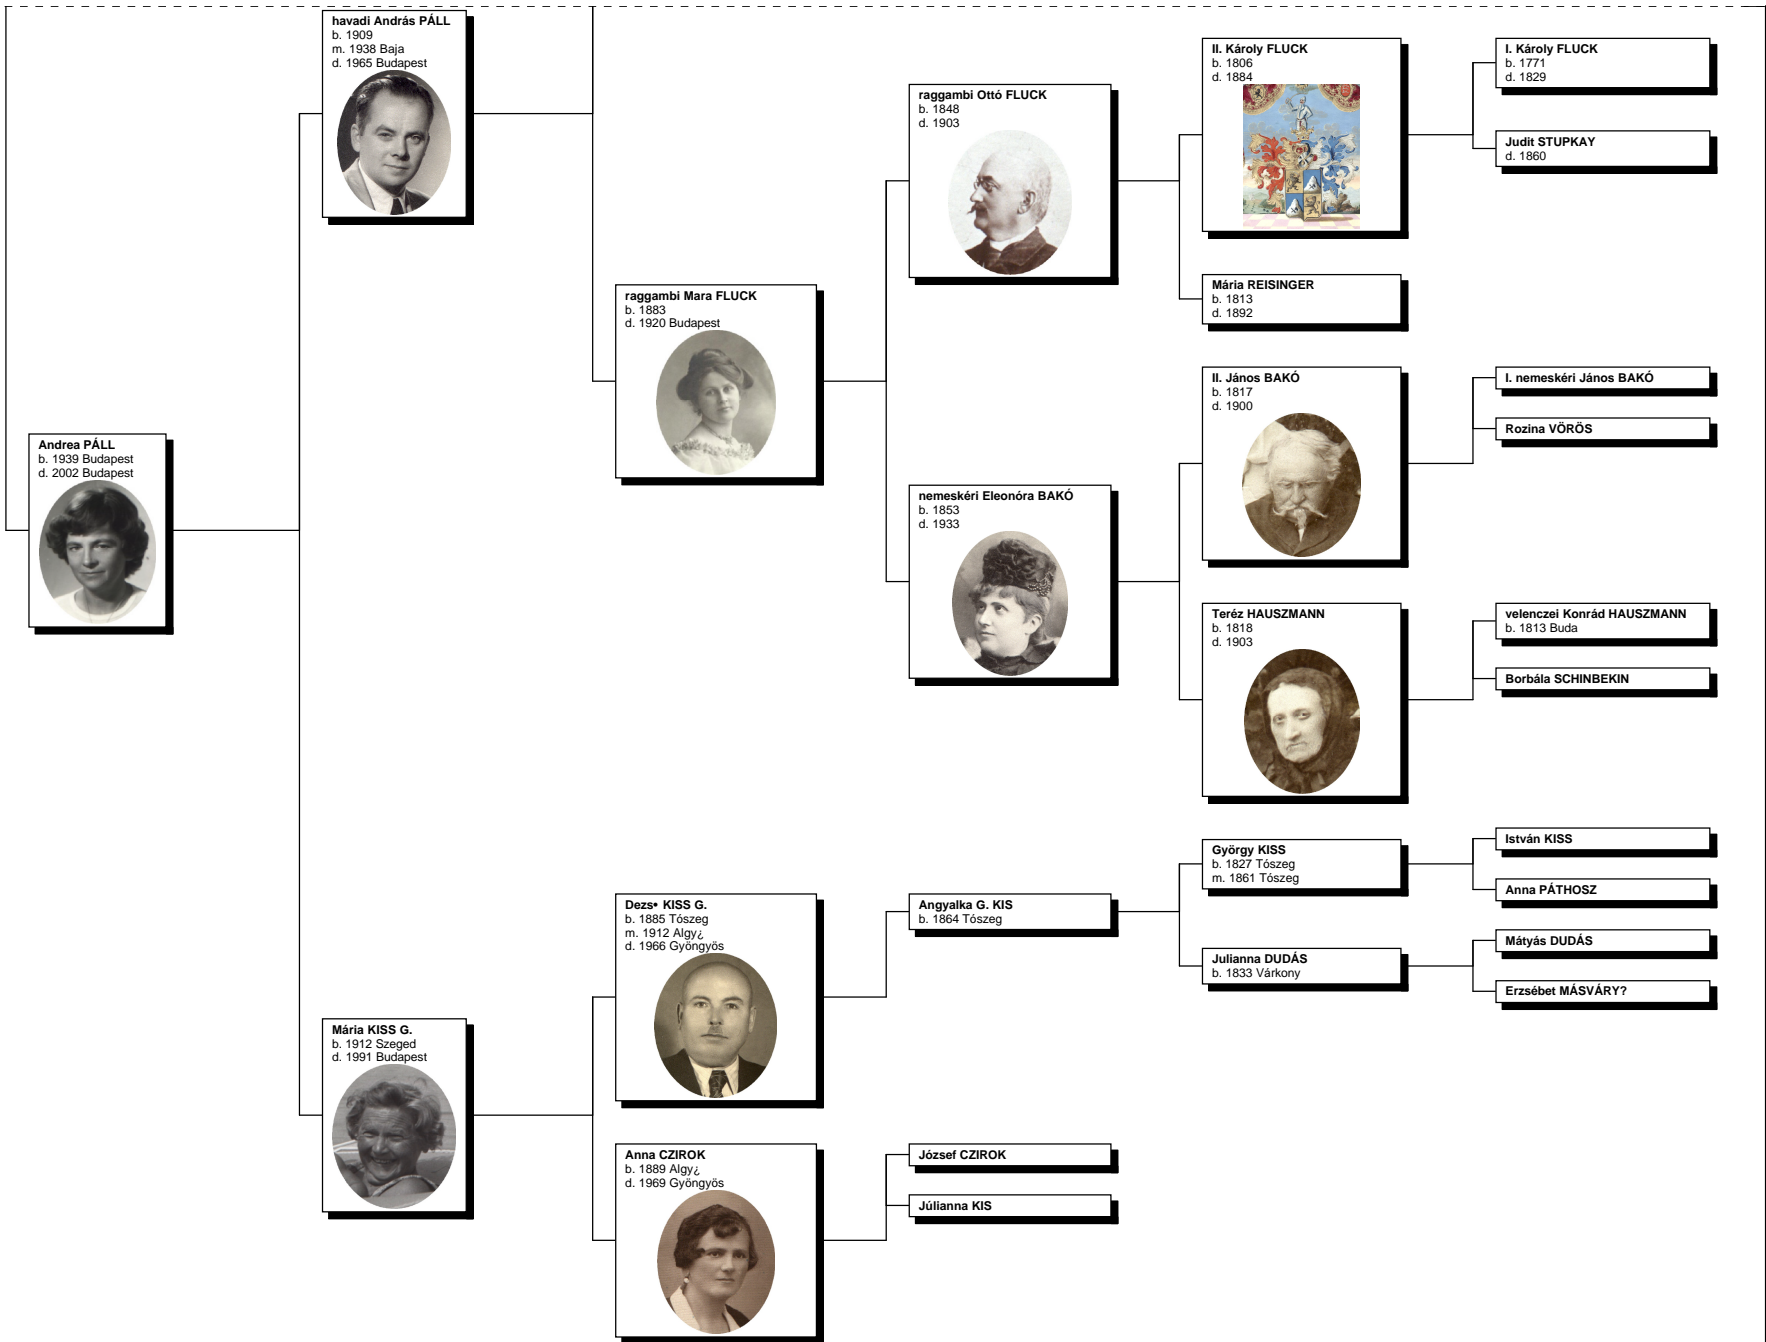 havadi András PÁLL
b. 1909
m. 1938 Baja
d. 1965 Budapest
II. Károly FLUCK
b. 1806
d. 1884
I. Károly FLUCK
b. 1771
d. 1829
raggambi Ottó FLUCK
b. 1848
d. 1903
Judit STUPKAY
d. 1860
Mária REISINGER
b. 1813
d. 1892
raggambi Mara FLUCK
b. 1883
d. 1920 Budapest
II. János BAKÓ
b. 1817
d. 1900
I. nemeskéri János BAKÓ
Rozina VÖRÖS
Andrea PÁLL
b. 1939 Budapest
d. 2002 Budapest
nemeskéri Eleonóra BAKÓ
b. 1853
d. 1933
Teréz HAUSZMANN
b. 1818
d. 1903
velenczei Konrád HAUSZMANN
b. 1813 Buda
Borbála SCHINBEKIN
György KISS
b. 1827 Tószeg
m. 1861 Tószeg
István KISS
Anna PÁTHOSZ
Dezs• KISS G.
b. 1885 Tószeg
m. 1912 Algy¿
d. 1966 Gyöngyös
Angyalka G. KIS
b. 1864 Tószeg
Julianna DUDÁS
b. 1833 Várkony
Mátyás DUDÁS
Erzsébet MÁSVÁRY?
Mária KISS G.
b. 1912 Szeged
d. 1991 Budapest
Anna CZIROK
b. 1889 Algy¿
d. 1969 Gyöngyös
József CZIROK
Júlianna KIS